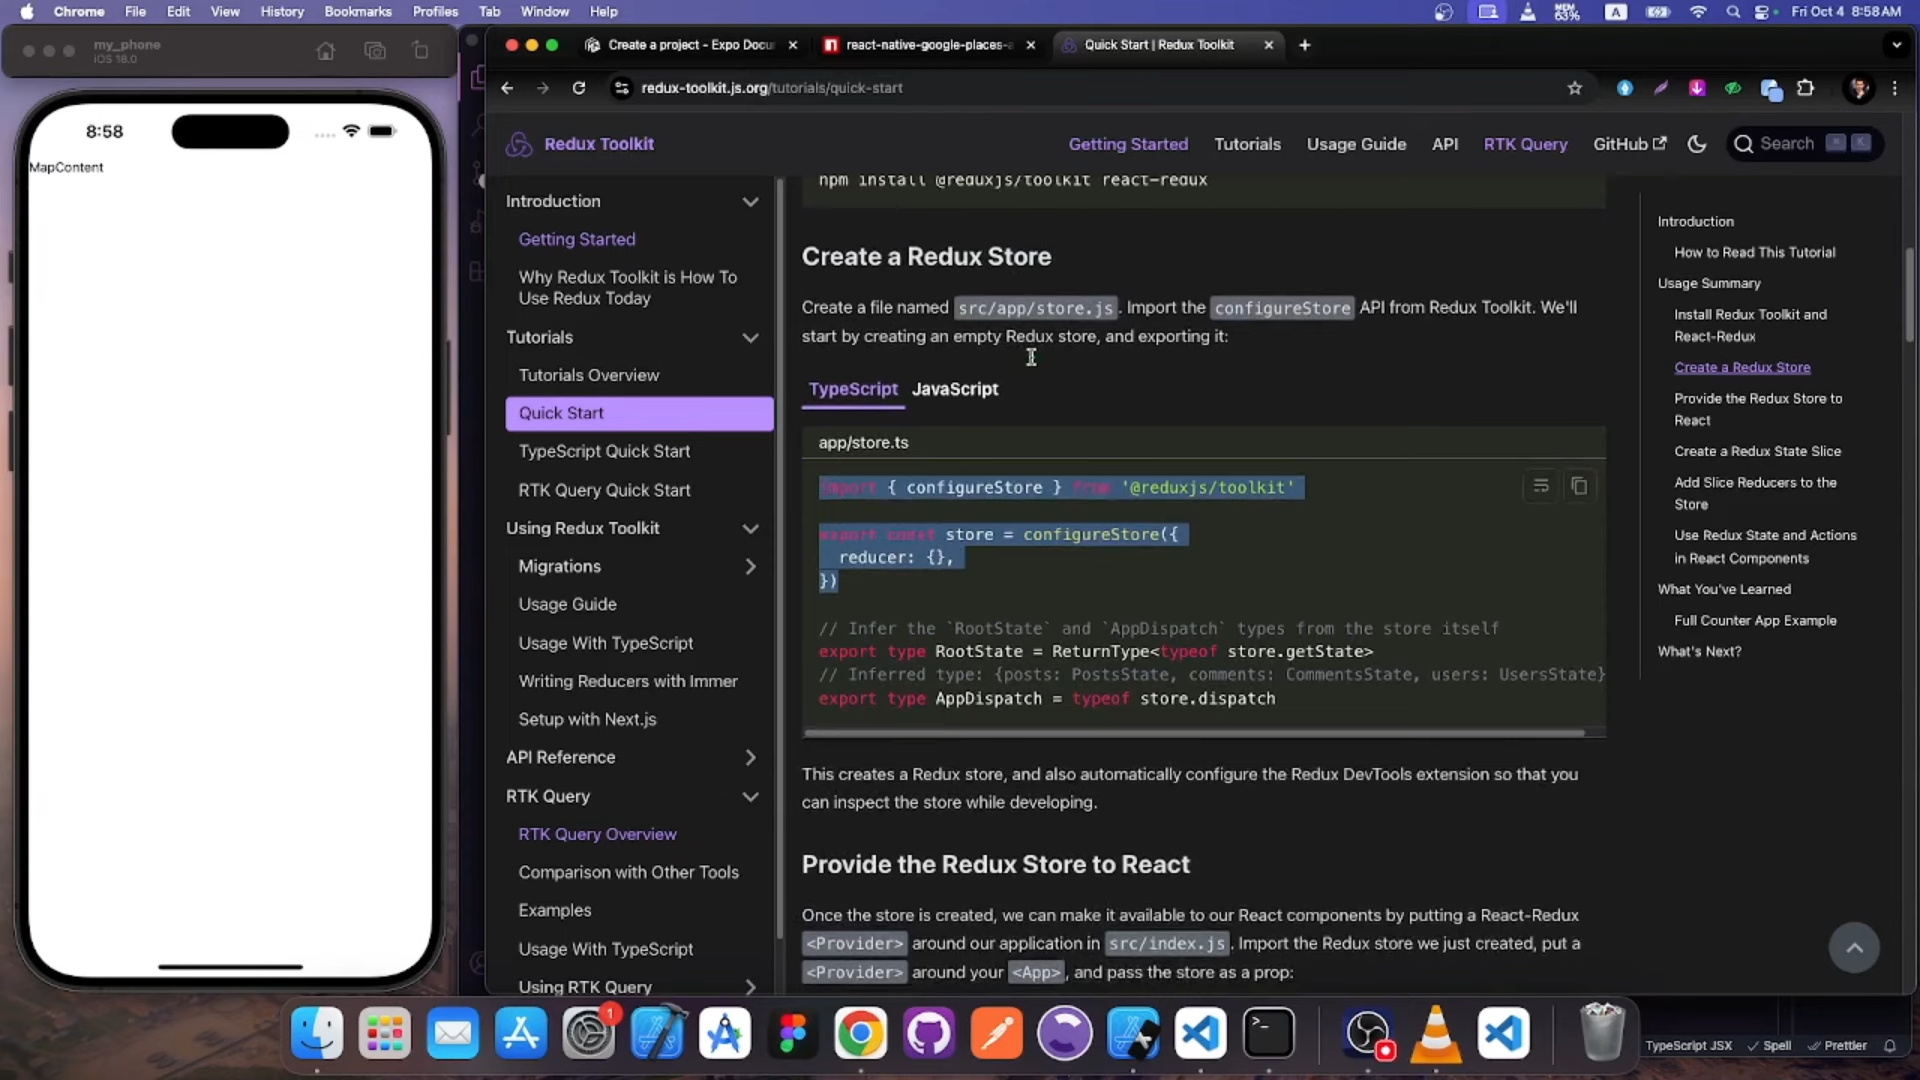 Chrome File Edit View History Bookmarks Profiles Tab Window Help
MEM 63% A Fri Oct 4 8:58 AM
my_phone
iOS 18.0
8:58
MapContent
Create a project - Expo Docu
react-native-google-places-a
Quick Start | Redux Toolkit
redux-toolkit.js.org/tutorials/quick-start
Redux Toolkit
Getting Started Tutorials Usage Guide API RTK Query GitHub Search ⌘ K
Introduction
Getting Started
Why Redux Toolkit is How To
Use Redux Today
Tutorials
Tutorials Overview
Quick Start
TypeScript Quick Start
RTK Query Quick Start
Using Redux Toolkit
Migrations
Usage Guide
Usage With TypeScript
Writing Reducers with Immer
Setup with Next.js
API Reference
RTK Query
RTK Query Overview
Comparison with Other Tools
Examples
Usage With TypeScript
Using RTK Query
npm install @reduxjs/toolkit react-redux
Create a Redux Store
Create a file named src/app/store.js. Import the configureStore API from Redux Toolkit. We'll
start by creating an empty Redux store, and exporting it:
TypeScript JavaScript
app/store.ts
import { configureStore } from '@reduxjs/toolkit'
export const store = configureStore({
reducer: {},
})
// Infer the `RootState` and `AppDispatch` types from the store itself
export type RootState = ReturnType<typeof store.getState>
// Inferred type: {posts: PostsState, comments: CommentsState, users: UsersState}
export type AppDispatch = typeof store.dispatch
This creates a Redux store, and also automatically configure the Redux DevTools extension so that you
can inspect the store while developing.
Provide the Redux Store to React
Once the store is created, we can make it available to our React components by putting a React-Redux
<Provider> around our application in src/index.js. Import the Redux store we just created, put a
<Provider> around your <App>, and pass the store as a prop:
Introduction
How to Read This Tutorial
Usage Summary
Install Redux Toolkit and
React-Redux
Create a Redux Store
Provide the Redux Store to
React
Create a Redux State Slice
Add Slice Reducers to the
Store
Use Redux State and Actions
in React Components
What You've Learned
Full Counter App Example
What's Next?
1
TypeScript JSX Spell Prettier